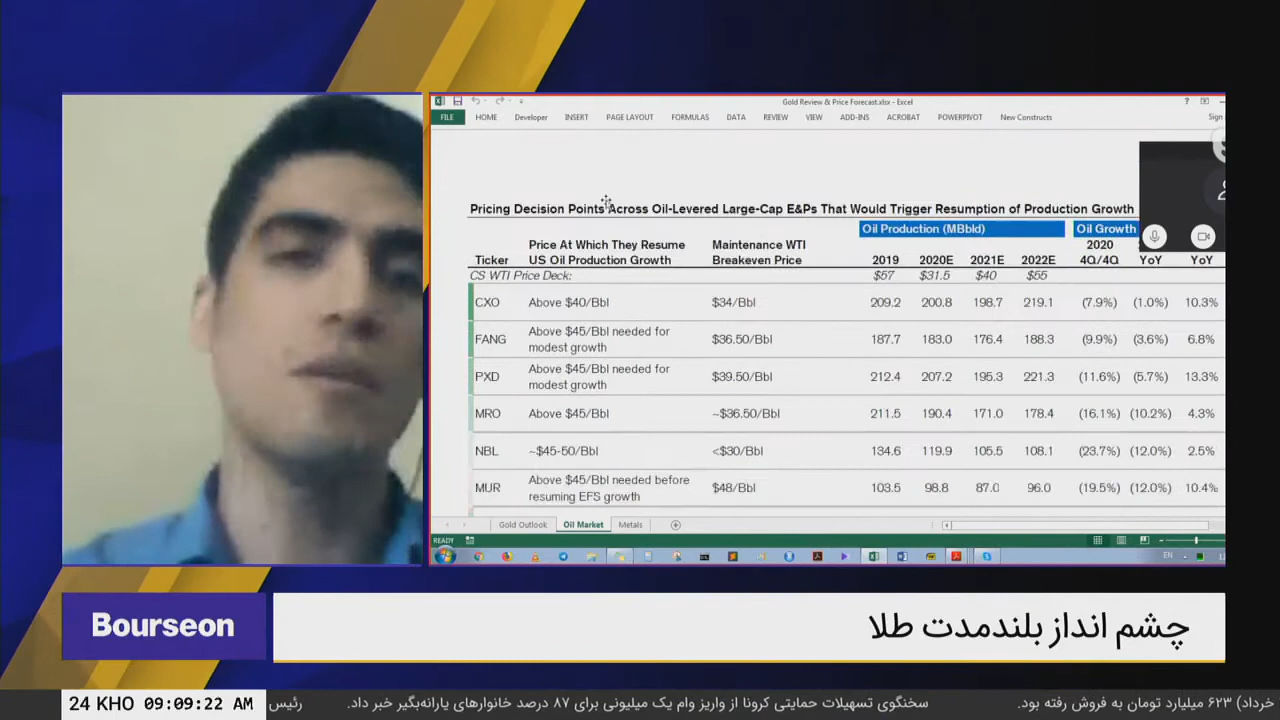 Gold Review & Price Forecast.xlsx - Excel
FILE HOME Developer INSERT PAGE LAYOUT FORMULAS DATA REVIEW VIEW ADD-INS ACROBAT POWERPIVOT New Constructs Sign
Pricing Decision Points Across Oil-Levered Large-Cap E&Ps That Would Trigger Resumption of Production Growth
Oil Production (MBbld) Oil Growth
Price At Which They Resume Maintenance WTI 2020
Ticker US Oil Production Growth Breakeven Price 2019 2020E 2021E 2022E 4Q/4Q YoY YoY
CS WTI Price Deck: $57 $31.5 $40 $55
CXO Above $40/Bbl $34/Bbl 209.2 200.8 198.7 219.1 (7.9%) (1.0%) 10.3%
FANG Above $45/Bbl needed for modest growth $36.50/Bbl 187.7 183.0 176.4 188.3 (9.9%) (3.6%) 6.8%
PXD Above $45/Bbl needed for modest growth $39.50/Bbl 212.4 207.2 195.3 221.3 (11.6%) (5.7%) 13.3%
MRO Above $45/Bbl ~$36.50/Bbl 211.5 190.4 171.0 178.4 (16.1%) (10.2%) 4.3%
NBL ~$45-50/Bbl <$30/Bbl 134.6 119.9 105.5 108.1 (23.7%) (12.0%) 2.5%
MUR Above $45/Bbl needed before resuming EFS growth $48/Bbl 103.5 98.8 87.0 96.0 (19.5%) (12.0%) 10.4%
Gold Outlook Oil Market Metals
READY
EN
Bourseon
چشم انداز بلندمدت طلا
24 KHO 09:09:22 AM
خرداد) ۶۲۳ میلیارد تومان به فروش رفته بود. سخنگوی تسهیلات حمایتی کرونا از واریز وام یک میلیونی برای ۸۷ درصد خانوارهای یارانه‌بگیر خبر داد. رئیس